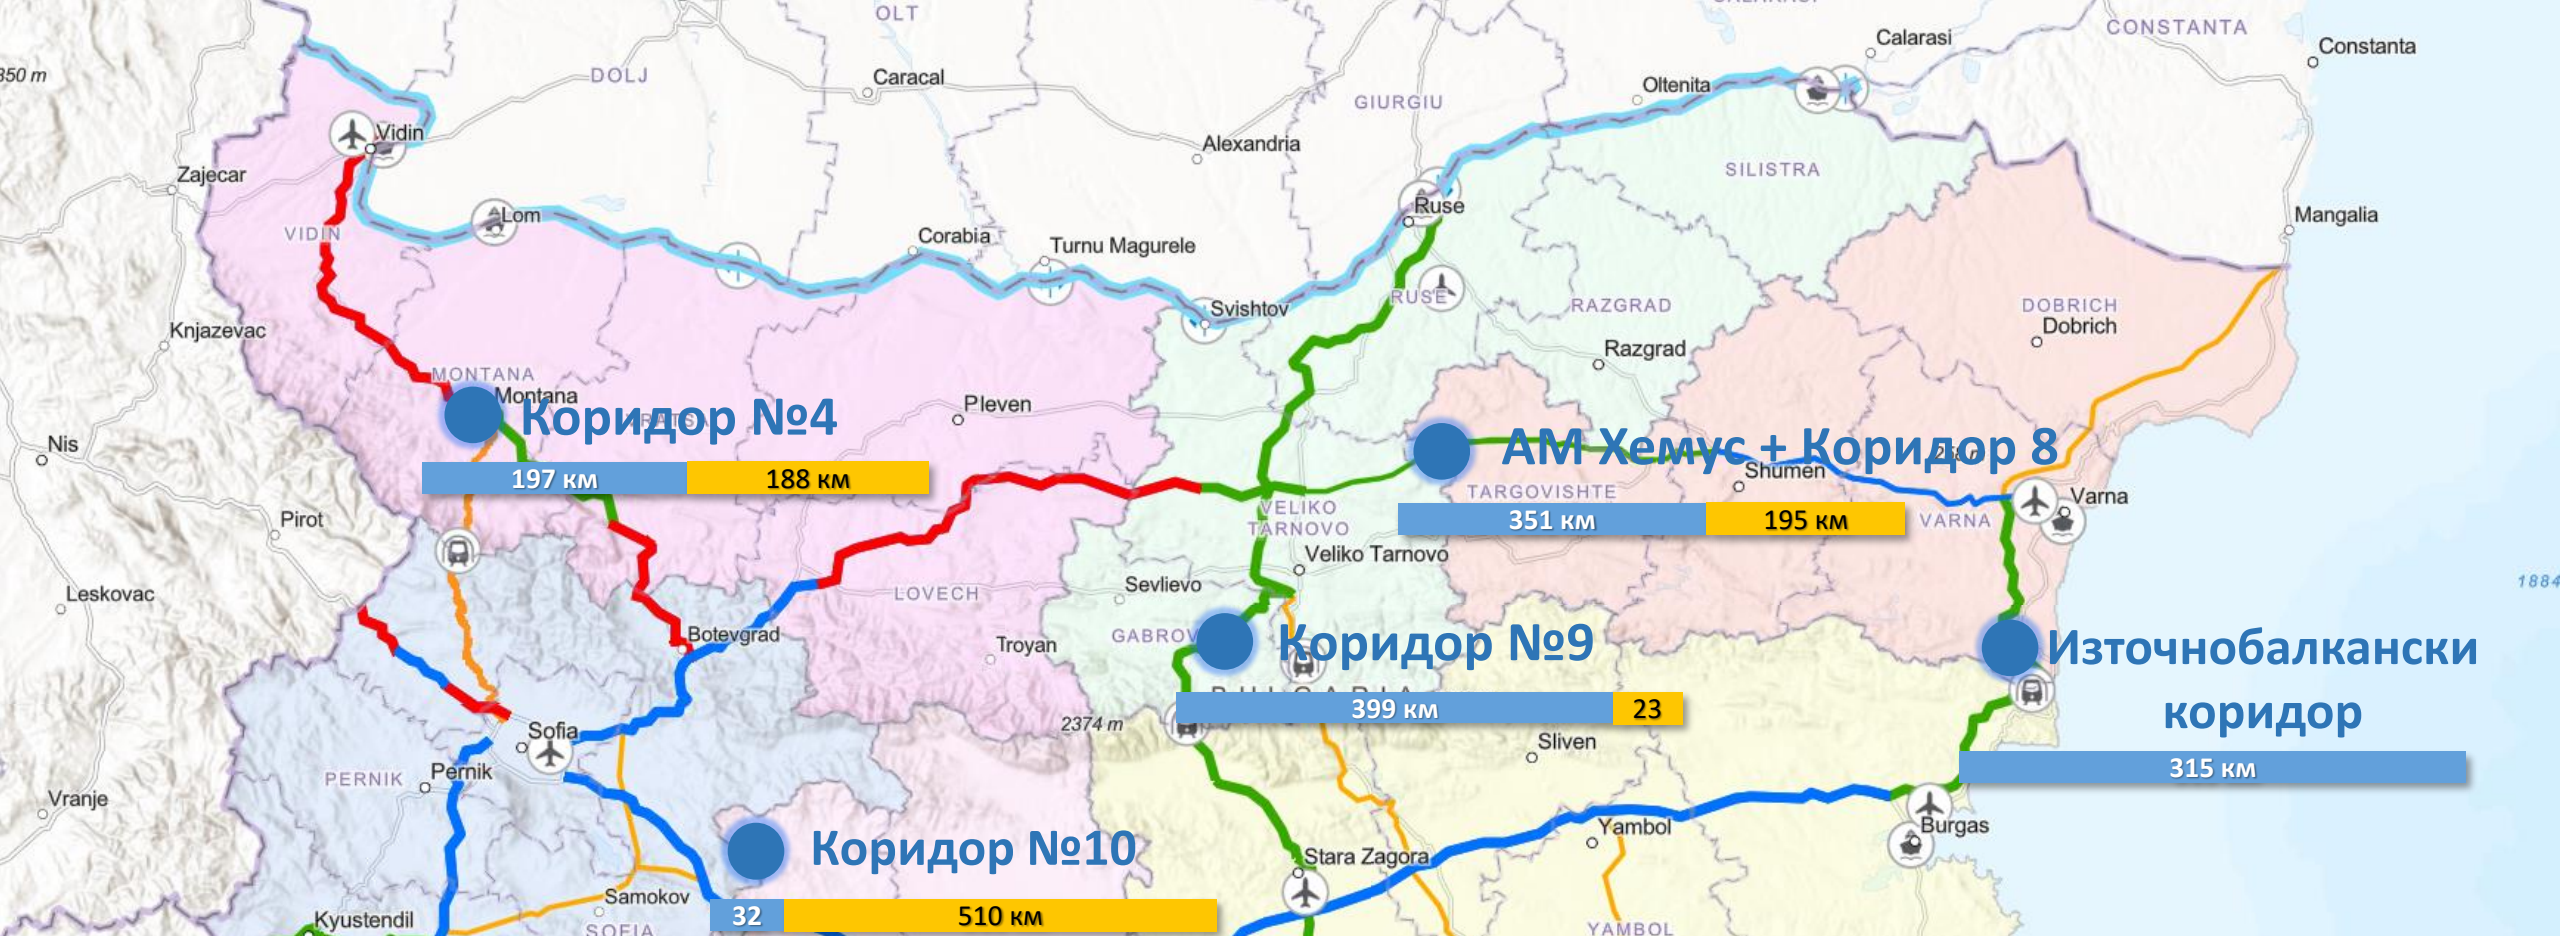 OLT
CONSTANTA
Calarasi
Constanta
350 m
DOLJ
Caracal
Oltenita
GIURGIU
Vidin
Alexandria
SILISTRA
Zajecar
Ruse
Lom
Mangalia
VIDIN
Corabia
Turnu Magurele
RUSE
RAZGRAD
DOBRICH
Svishtov
Dobrich
Knjazevac
Razgrad
MONTANA
Montana
Pleven
Коридор №4
Nis
АМ Хемус + Коридор 8
Shumen
197 км
188 км
TARGOVISHTE
Varna
VELIKO
TARNOVO
351 км
195 км
VARNA
Pirot
Veliko Tarnovo
1884
Leskovac
LOVECH
Sevlievo
Botevgrad
GABROV
Коридор №9
Troyan
Източнобалкански
коридор
399 км
23
2374 m
Sofia
Sliven
PERNIK
Pernik
315 км
Vranje
Yambol
Burgas
Коридор №10
Stara Zagora
Samokov
Kyustendil
32
510 км
SOFIA
YAMBOL